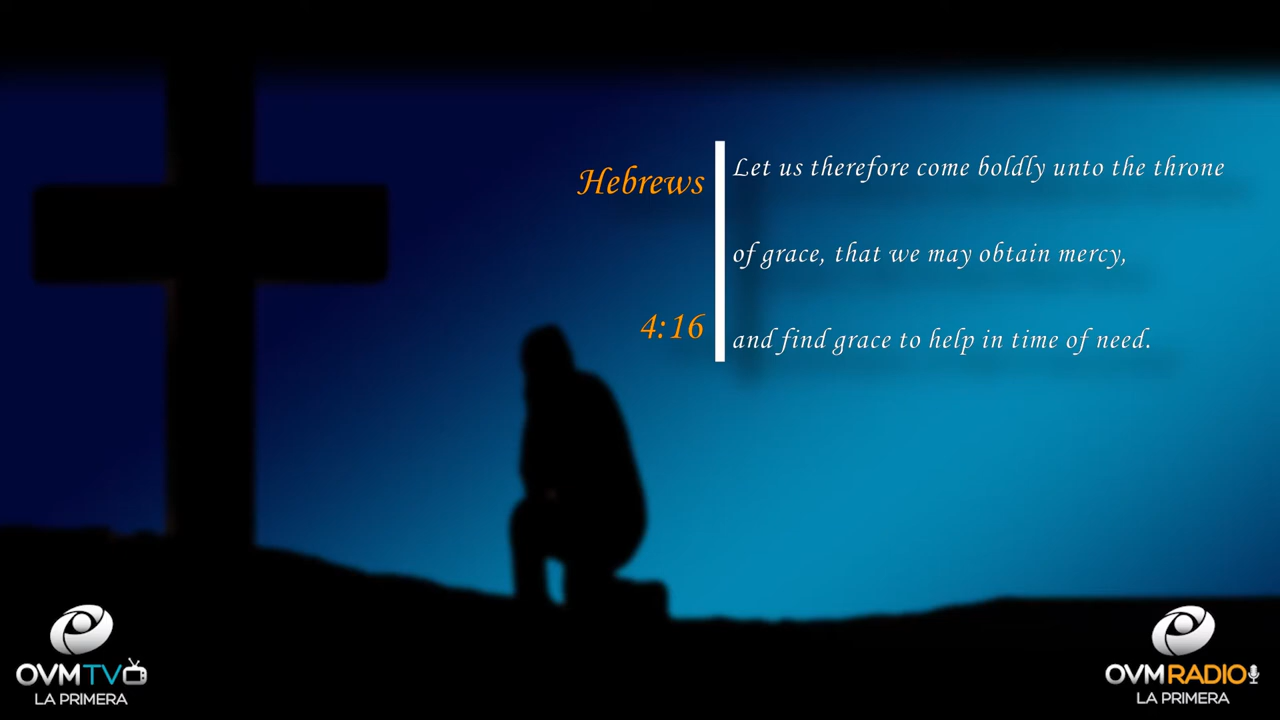 Hebrews
4:16
Let us therefore come boldly unto the throne
of grace, that we may obtain mercy,
and find grace to help in time of need.
OVMTV
LA PRIMERA
OVMRADIO
LA PRIMERA